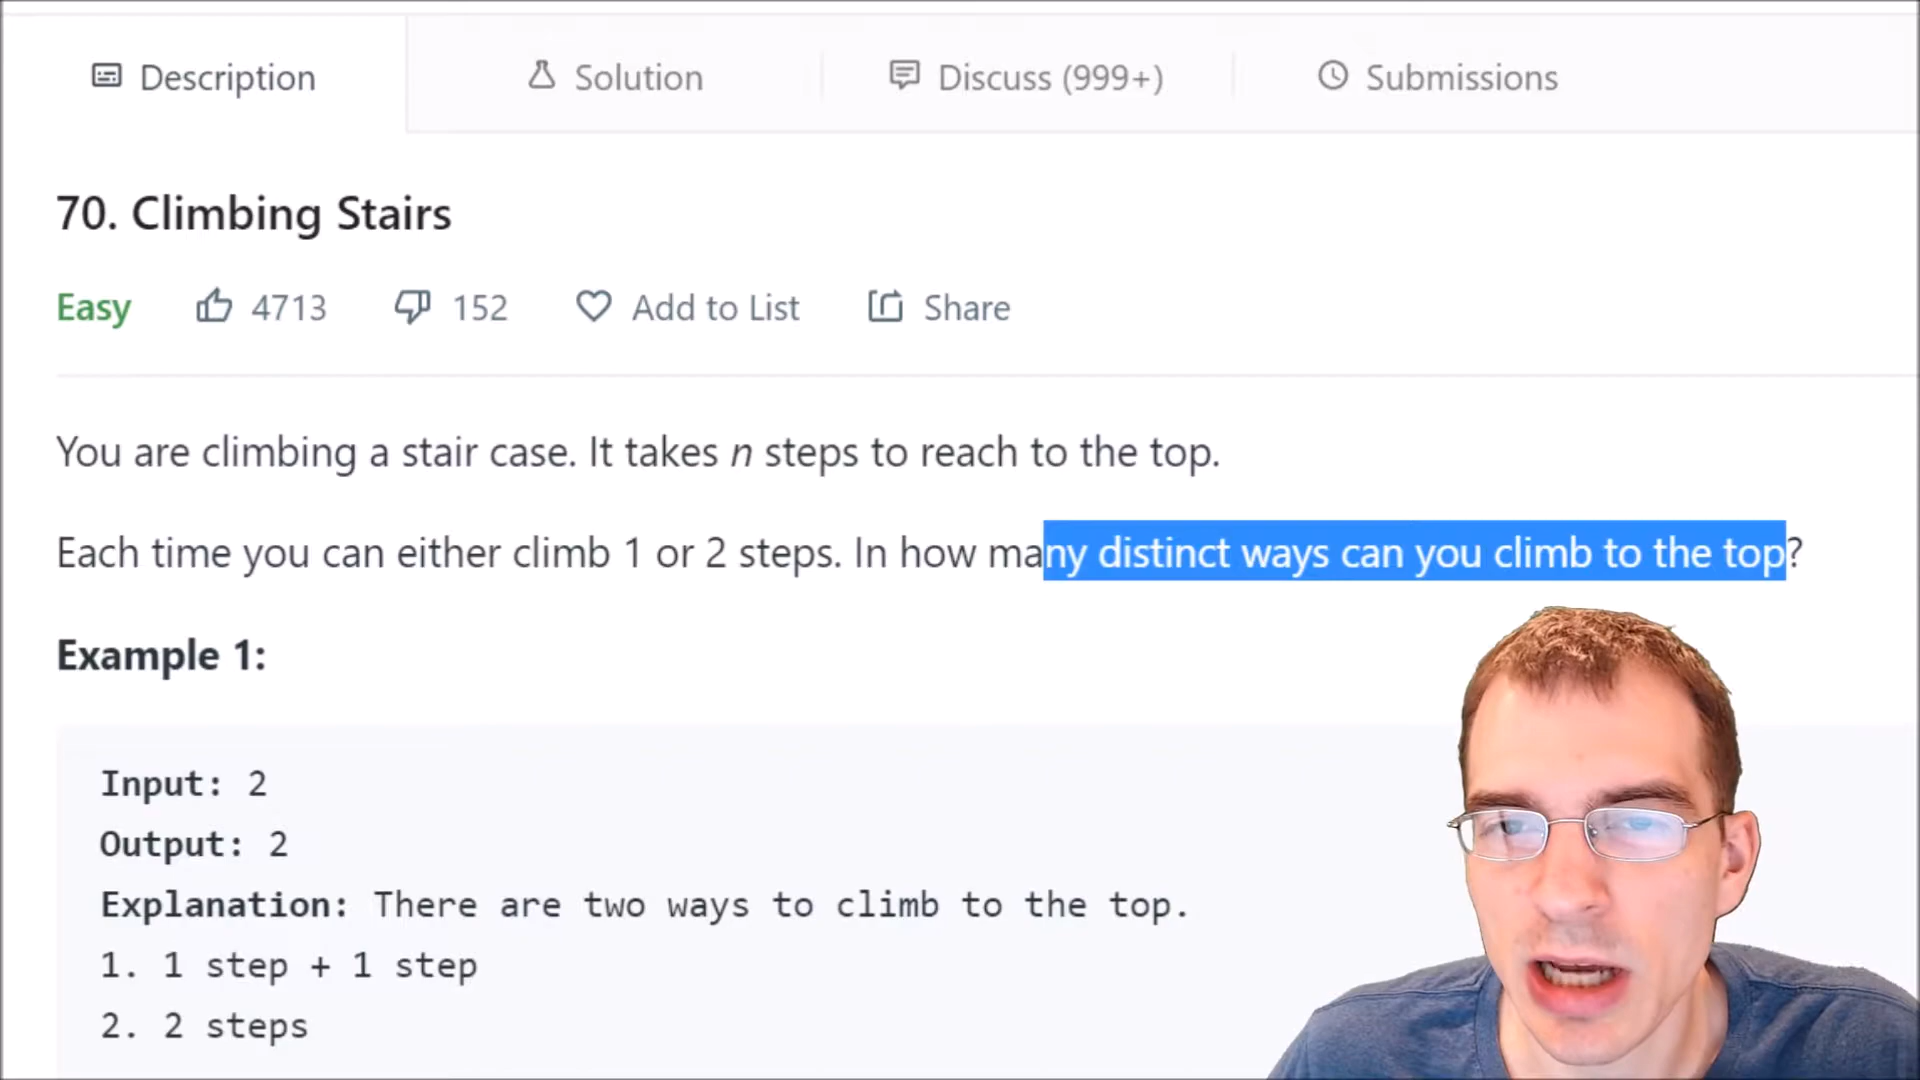 Description Solution Discuss (999+) Submissions
70. Climbing Stairs
Easy 4713 152 Add to List Share
You are climbing a stair case. It takes n steps to reach to the top.
Each time you can either climb 1 or 2 steps. In how many distinct ways can you climb to the top?
Example 1:
Input: 2
Output: 2
Explanation: There are two ways to climb to the top.
1. 1 step + 1 step
2. 2 steps